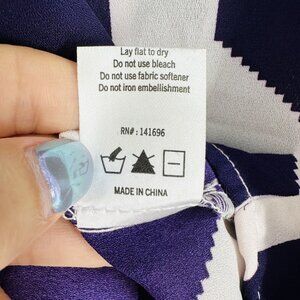 Lay flat to dry
Do not use bleach
Do not use fabric softener
Do not iron embellishment
RN#: 141696
MADE IN CHINA